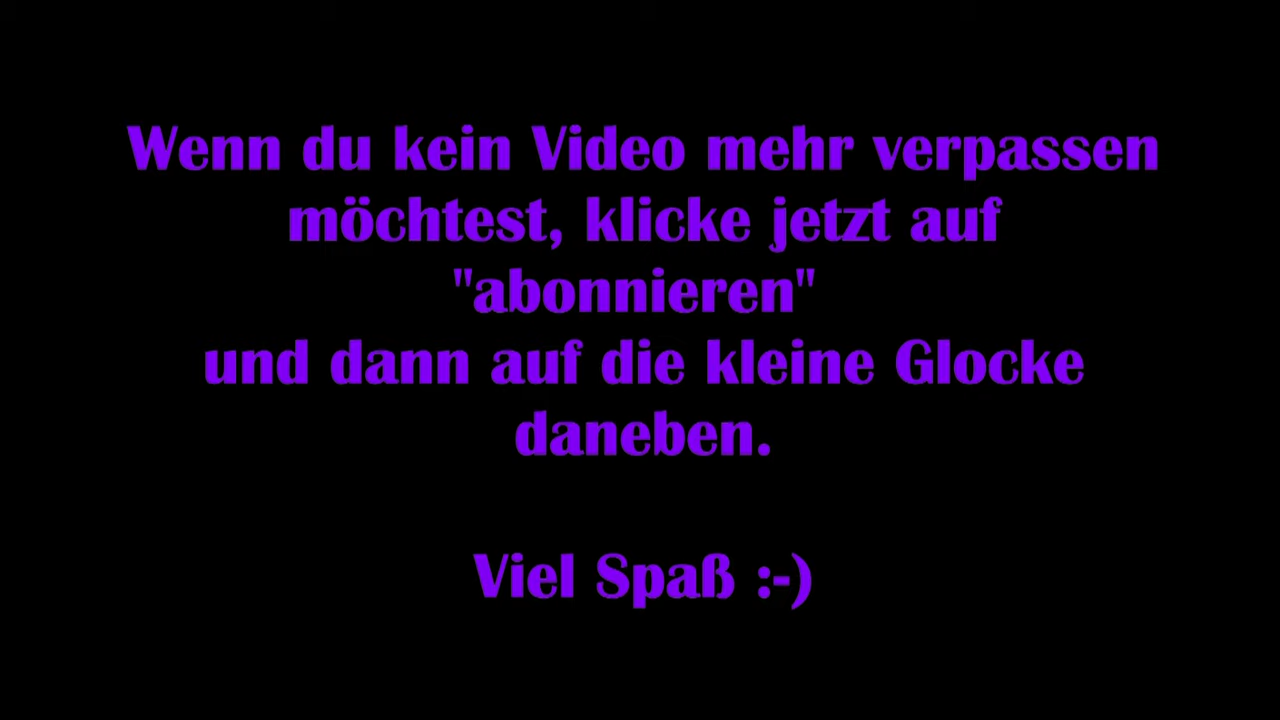 Wenn du kein Video mehr verpassen
möchtest, klicke jetzt auf
"abonnieren"
und dann auf die kleine Glocke
daneben.
Viel Spaß :-)